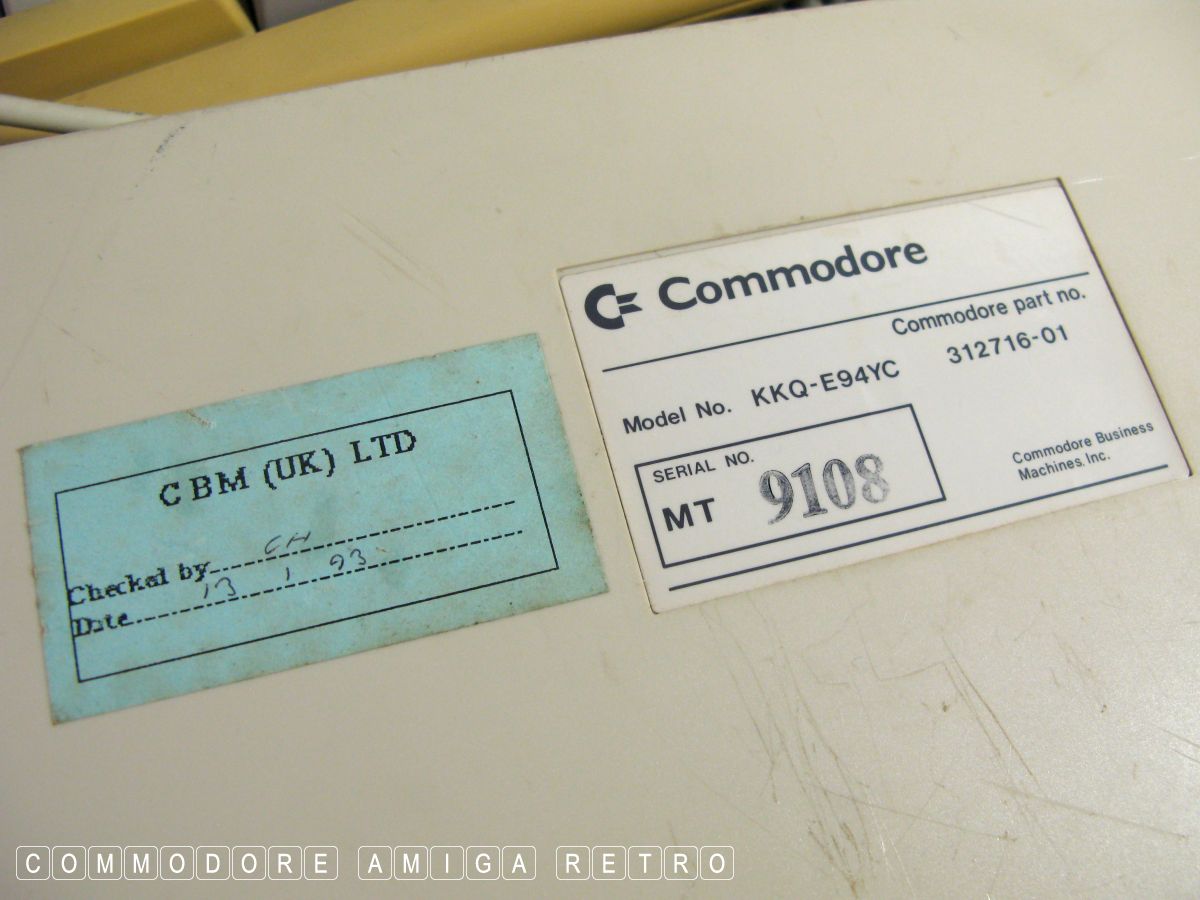 CBM (UK) LTD
Checked by CH
Date 13 1 93
Commodore
Commodore part no.
312716-01
Model No. KKQ-E94YC
SERIAL NO.
MT 9108
Commodore Business
Machines, Inc.
COMMODORE AMIGA RETRO